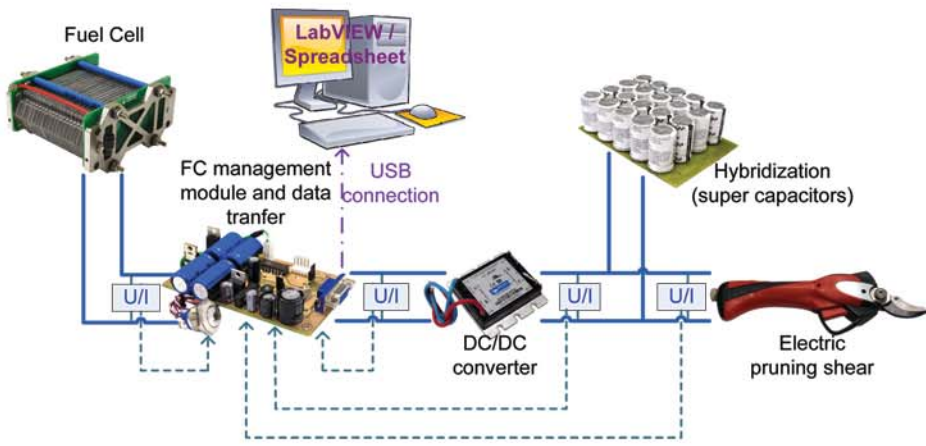 Fuel Cell
LabVIEW /
Spreadsheet
FC management
module and data
tranfer
USB
connection
Hybridization
(super capacitors)
U/I
U/I
U/I
U/I
DC/DC
converter
Electric
pruning shear